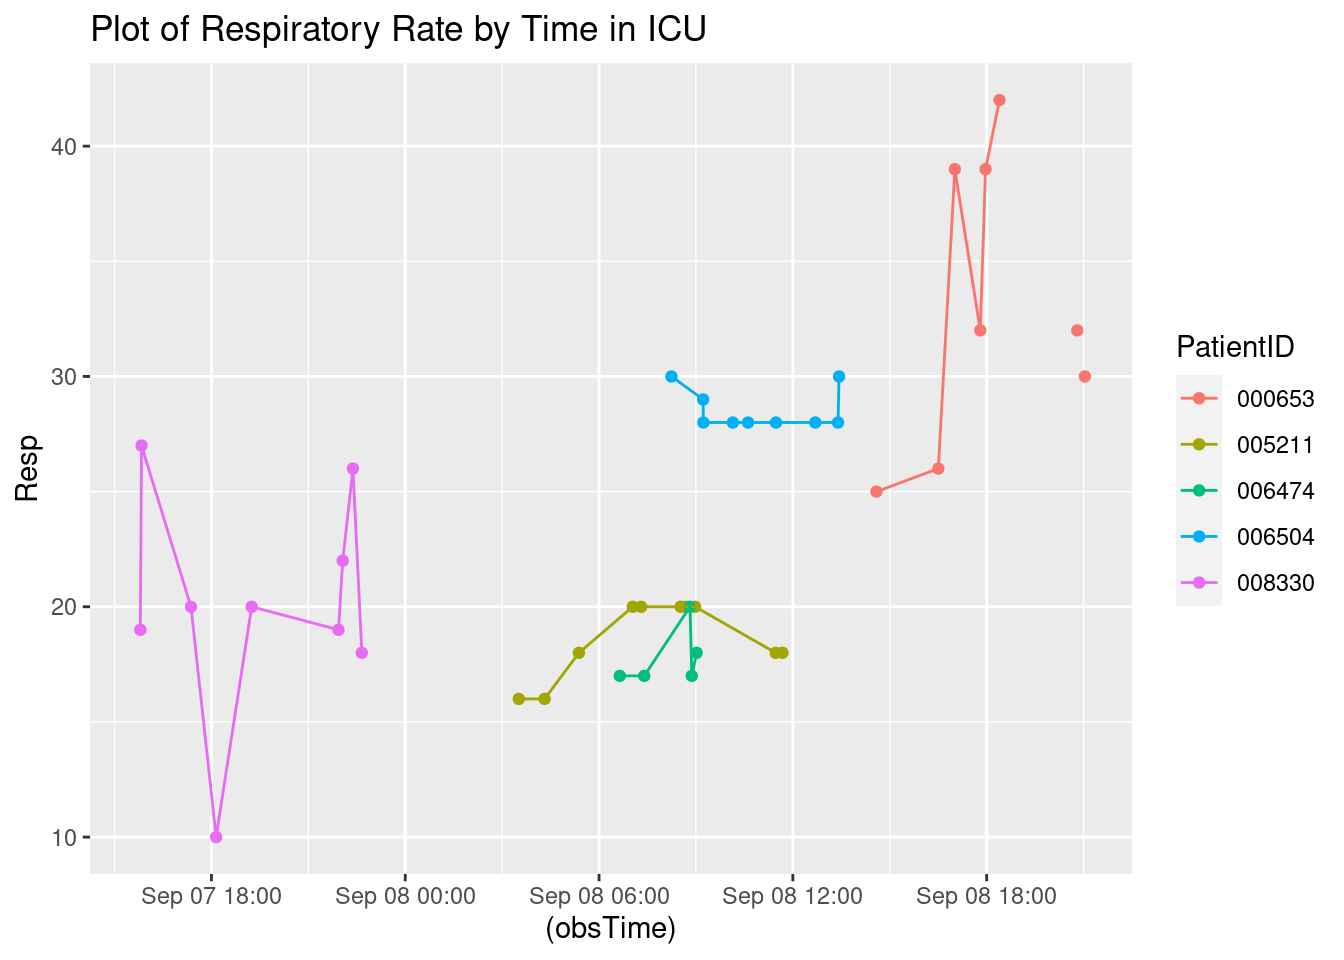 Plot of Respiratory Rate by Time in ICU
40
30
20
10
Resp
Sep 07 18:00 Sep 08 00:00 Sep 08 06:00 Sep 08 12:00 Sep 08 18:00
(obsTime)
PatientID
000653
005211
006474
006504
008330